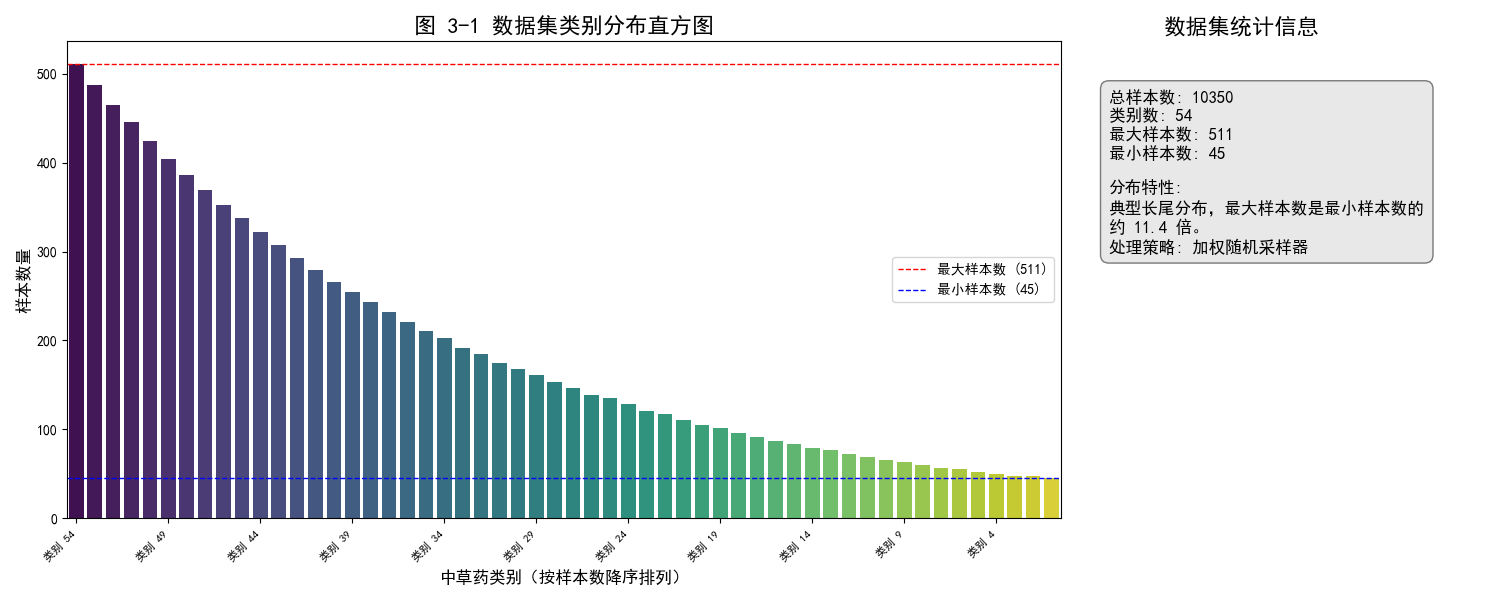 图 3-1 数据集类别分布直方图
样本数量
500
400
300
200
100
0
最大样本数 (511)
最小样本数 (45)
类别 54
类别 49
类别 44
类别 39
类别 34
类别 29
类别 24
类别 19
类别 14
类别 9
类别 4
中草药类别（按样本数降序排列）
数据集统计信息
总样本数: 10350
类别数: 54
最大样本数: 511
最小样本数: 45
分布特性:
典型长尾分布，最大样本数是最小样本数的
约 11.4 倍。
处理策略: 加权随机采样器